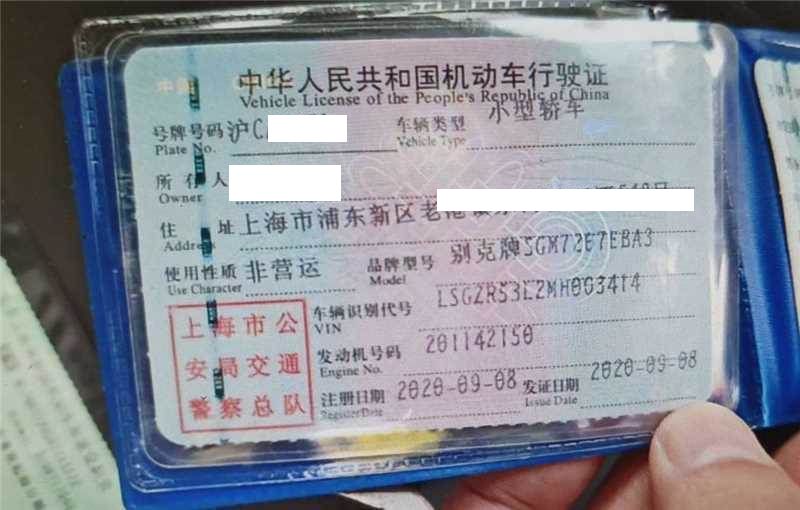 中华人民共和国机动车行驶证
Vehicle License of the People's Republic of China
号牌号码 沪C 车辆类型 小型轿车
Plate No. Vehicle Type
所有人
Owner
住址 上海市浦东新区老港镇
Address
使用性质 非营运 品牌型号 别克牌SGM7267EBA3
Use Character Model
上海市公
安局交通
警察总队
车辆识别代号 LSGZR53L2MH003414
VIN
发动机号码 201142150
Engine No.
注册日期 2020-09-08 发证日期 2020-09-08
Register Date Issue Date